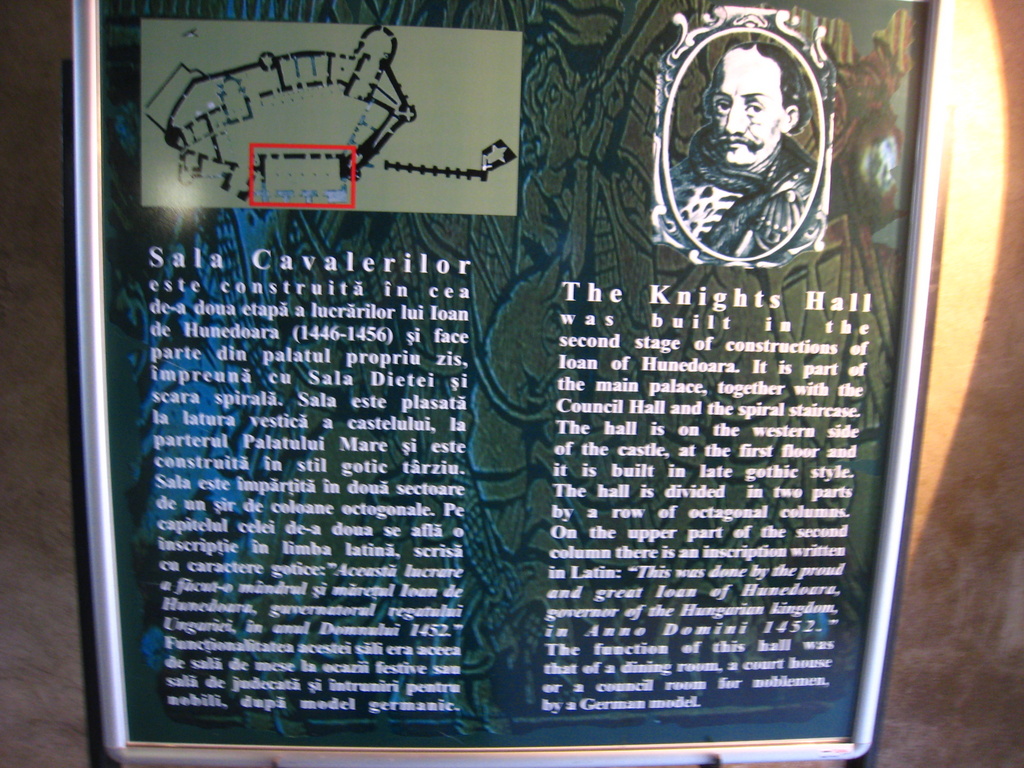 Sala Cavalerilor
este construită în cea
de-a doua etapă a lucrărilor lui Ioan
de Hunedoara (1446-1456) şi face
parte din palatul propriu zis,
împreună cu Sala Dietei şi
scara spirală. Sala este plasată
la latura vestică a castelului, la
parterul Palatului Mare şi este
construită în stil gotic târziu.
Sala este împărţită în două sectoare
de un şir de coloane octogonale. Pe
capitelul celei de-a doua se află o
inscripţie în limba latină, scrisă
cu caractere gotice:"Această lucrare
a făcut-o mândrul şi măreţul Ioan de
Hunedoara, guvernatorul regatului
Ungariei, în anul Domnului 1452."
Funcţionalitatea acestei săli era aceea
de sală de mese la ocazii festive sau
sală de judecată şi întruniri pentru
nobili, după model germanic.
The Knights Hall
was built in the
second stage of constructions of
Ioan of Hunedoara. It is part of
the main palace, together with the
Council Hall and the spiral staircase.
The hall is on the western side
of the castle, at the first floor and
it is built in late gothic style.
The hall is divided in two parts
by a row of octagonal columns.
On the upper part of the second
column there is an inscription written
in Latin: "This was done by the proud
and great Ioan of Hunedoara,
governor of the Hungarian kingdom,
in Anno Domini 1452."
The function of this hall was
that of a dining room, a court house
or a council room for noblemen,
by a German model.